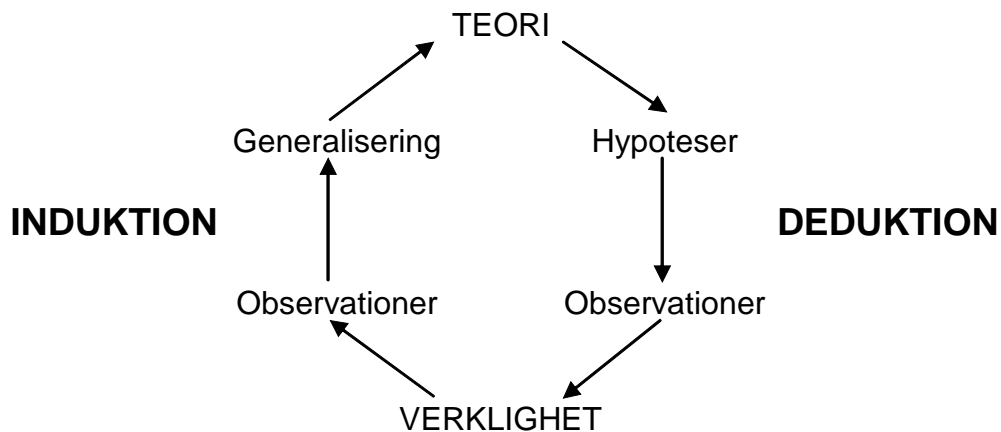 TEORI
Generalisering Hypoteser
INDUKTION DEDUKTION
Observationer Observationer
VERKLIGHET